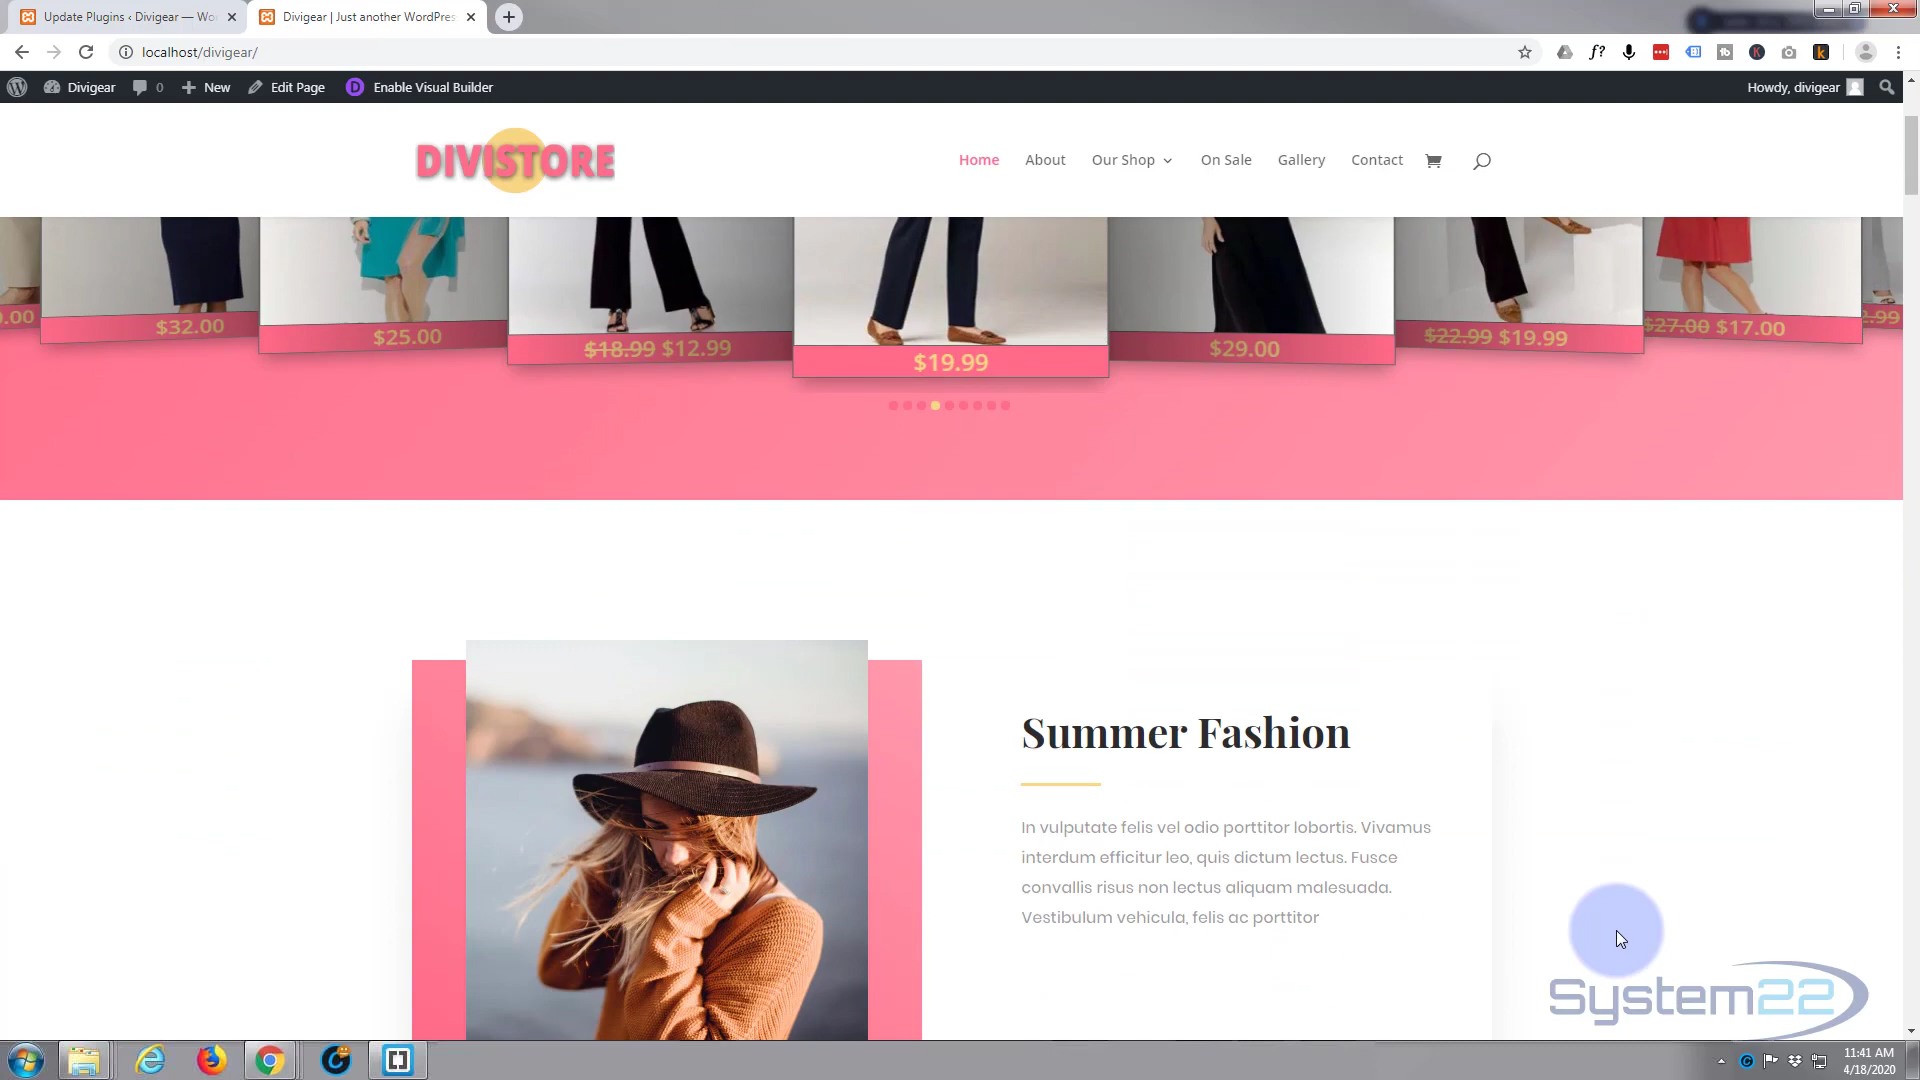 Update Plugins ‹ Divigear — Wor
Divigear | Just another WordPres
localhost/divigear/
Divigear
0
New
Edit Page
Enable Visual Builder
Howdy, divigear
DIVISTORE
Home
About
Our Shop
On Sale
Gallery
Contact
$32.00
$25.00
$18.99 $12.99
$19.99
$29.00
$22.99 $19.99
$27.00 $17.00
Summer Fashion
In vulputate felis vel odio porttitor lobortis. Vivamus
interdum efficitur leo, quis dictum lectus. Fusce
convallis risus non lectus aliquam malesuada.
Vestibulum vehicula, felis ac porttitor
System22
11:41 AM
4/18/2020